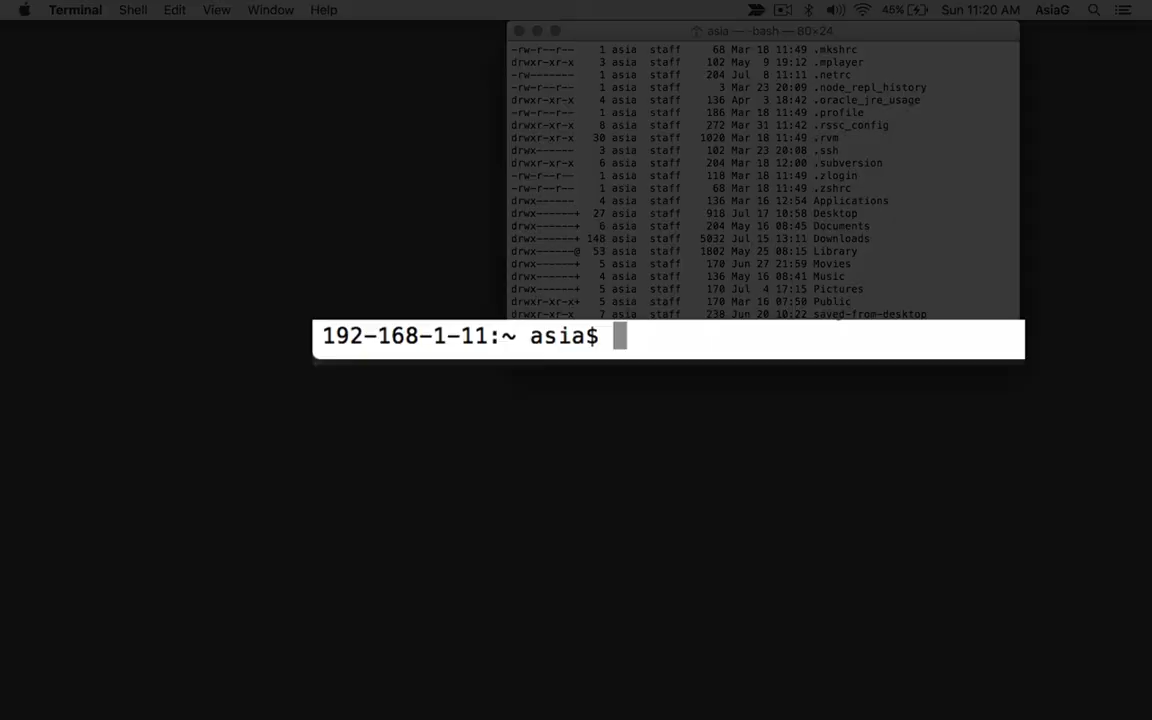 Terminal Shell Edit View Window Help 46% Sun 11:20 AM AsiaG
asia — -bash — 80×24
-rw-r--r-- 1 asia staff 68 Mar 18 11:49 .mkshrc
drwxr-xr-x 3 asia staff 102 May 9 19:12 .mplayer
-rw------- 1 asia staff 204 Jul 8 11:11 .netrc
-rw-r--r-- 1 asia staff 3 Mar 23 20:09 .node_repl_history
drwxr-xr-x 4 asia staff 136 Apr 3 18:42 .oracle_jre_usage
-rw-r--r-- 1 asia staff 186 Mar 18 11:49 .profile
drwxr-xr-x 8 asia staff 272 Mar 31 11:42 .rssc_config
drwxr-xr-x 30 asia staff 1020 Mar 18 11:49 .rvm
drwx------ 3 asia staff 102 Mar 23 20:08 .ssh
drwxr-xr-x 6 asia staff 204 Mar 18 12:00 .subversion
-rw-r--r-- 1 asia staff 118 Mar 18 11:49 .zlogin
-rw-r--r-- 1 asia staff 68 Mar 18 11:49 .zshrc
drwx------ 4 asia staff 136 Mar 16 12:54 Applications
drwx------+ 27 asia staff 918 Jul 17 10:58 Desktop
drwx------+ 6 asia staff 204 May 16 08:45 Documents
drwx------+ 148 asia staff 5032 Jul 15 13:11 Downloads
drwx------@ 53 asia staff 1802 May 25 08:15 Library
drwx------+ 5 asia staff 170 Jun 27 21:59 Movies
drwx------+ 4 asia staff 136 May 16 08:41 Music
drwx------+ 5 asia staff 170 Jul 4 17:15 Pictures
drwxr-xr-x+ 5 asia staff 170 Mar 16 07:50 Public
drwxr-xr-x 7 asia staff 238 Jun 20 10:22 saved-from-desktop
192-168-1-11:~ asia$